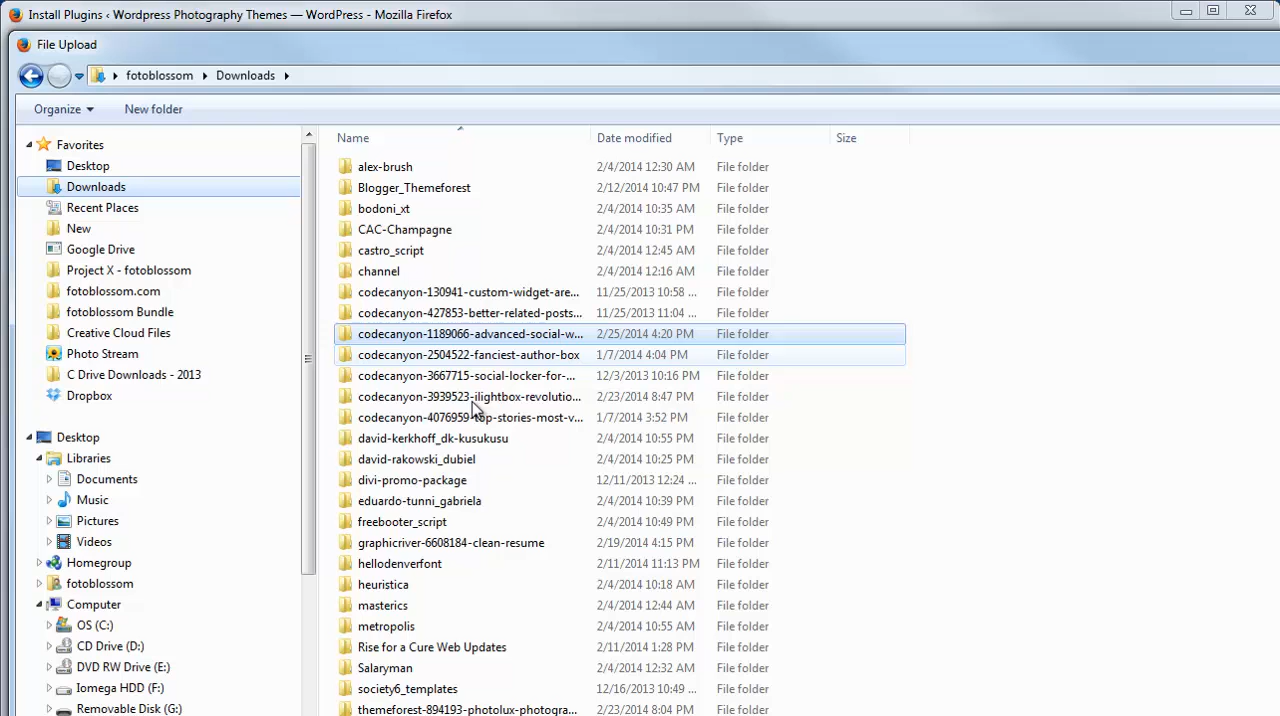 Install Plugins ‹ Wordpress Photography Themes — WordPress - Mozilla Firefox
File Upload
fotoblossom Downloads
Organize New folder
Name Date modified Type Size
Favorites
Desktop
Downloads
Recent Places
New
Google Drive
Project X - fotoblossom
fotoblossom.com
fotoblossom Bundle
Creative Cloud Files
Photo Stream
C Drive Downloads - 2013
Dropbox
Desktop
Libraries
Documents
Music
Pictures
Videos
Homegroup
fotoblossom
Computer
OS (C:)
CD Drive (D:)
DVD RW Drive (E:)
Iomega HDD (F:)
Removable Disk (G:)
alex-brush 2/4/2014 12:30 AM File folder
Blogger_Themeforest 2/12/2014 10:47 PM File folder
bodoni_xt 2/4/2014 10:35 AM File folder
CAC-Champagne 2/4/2014 10:31 PM File folder
castro_script 2/4/2014 12:45 AM File folder
channel 2/4/2014 12:16 AM File folder
codecanyon-130941-custom-widget-are... 11/25/2013 10:58 ... File folder
codecanyon-427853-better-related-posts... 11/25/2013 11:04 ... File folder
codecanyon-1189066-advanced-social-w... 2/25/2014 4:20 PM File folder
codecanyon-2504522-fanciest-author-box 1/7/2014 4:04 PM File folder
codecanyon-3667715-social-locker-for-... 12/3/2013 10:16 PM File folder
codecanyon-3939523-ilightbox-revolutio... 2/23/2014 8:47 PM File folder
codecanyon-4076959-top-stories-most-v... 1/7/2014 3:52 PM File folder
david-kerkhoff_dk-kusukusu 2/4/2014 10:55 PM File folder
david-rakowski_dubiel 2/4/2014 10:25 PM File folder
divi-promo-package 12/11/2013 12:24 ... File folder
eduardo-tunni_gabriela 2/4/2014 10:39 PM File folder
freebooter_script 2/4/2014 10:49 PM File folder
graphicriver-6608184-clean-resume 2/19/2014 4:15 PM File folder
hellodenverfont 2/11/2014 11:13 PM File folder
heuristica 2/4/2014 10:18 AM File folder
masterics 2/4/2014 12:44 AM File folder
metropolis 2/4/2014 10:55 AM File folder
Rise for a Cure Web Updates 2/11/2014 1:28 PM File folder
Salaryman 2/4/2014 12:32 AM File folder
society6_templates 12/16/2013 10:49 ... File folder
themeforest-894193-photolux-photogra... 2/23/2014 8:04 PM File folder